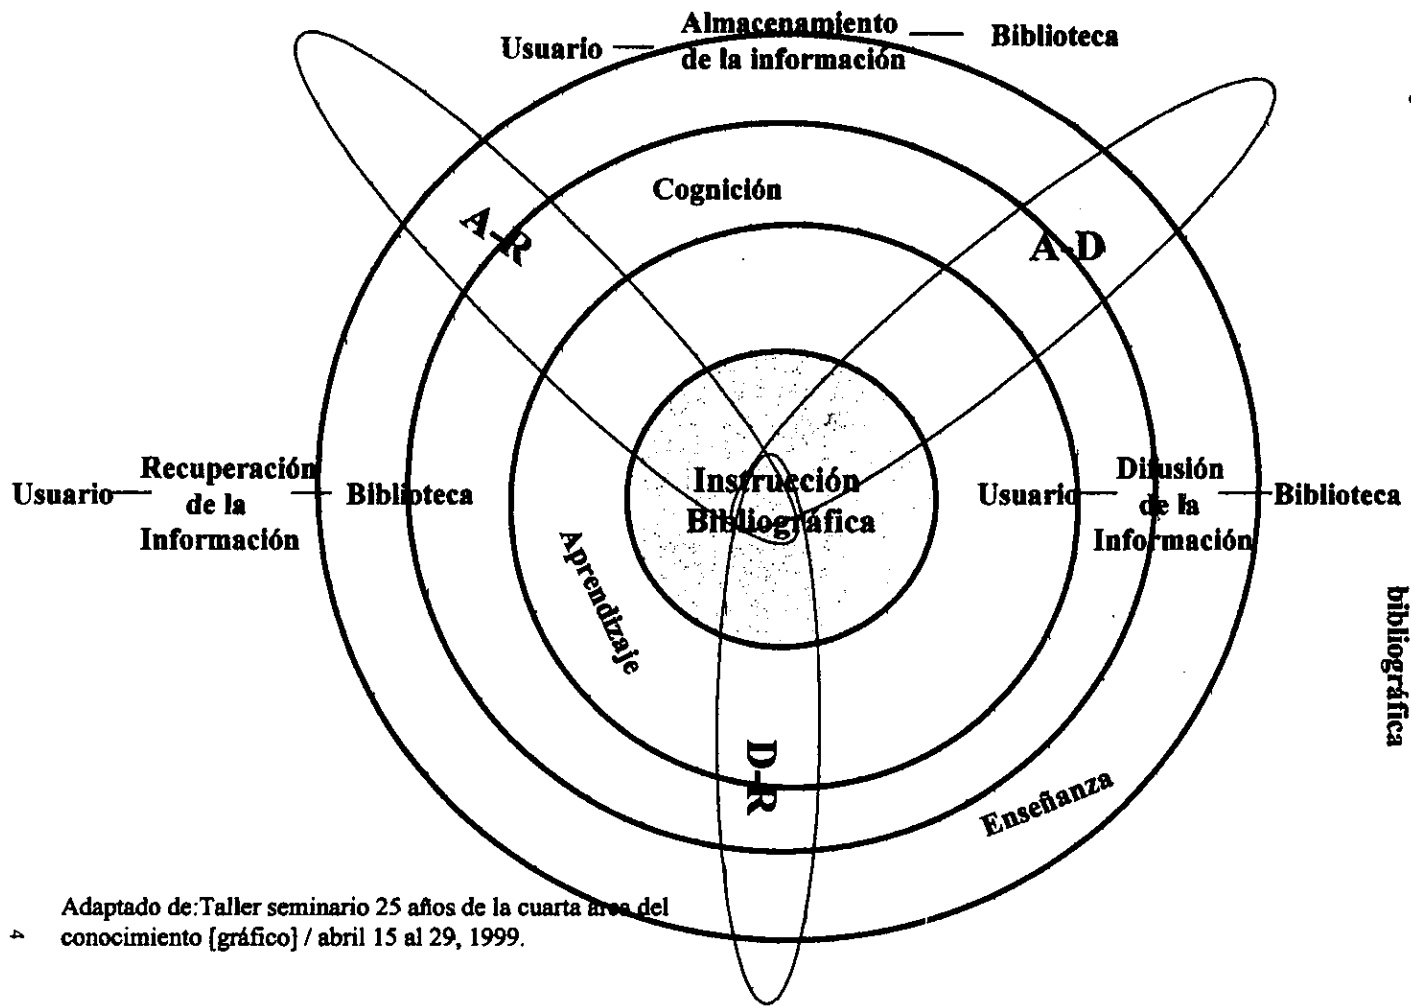 Usuario — Almacenamiento de la información — Biblioteca
Cognición
A-R
A-D
Usuario — Recuperación de la Información — Biblioteca
Instrucción
Bibliográfica
Usuario — Difusión de la Información — Biblioteca
Aprendizaje
D-R
Enseñanza
bibliográfica
Adaptado de:Taller seminario 25 años de la cuarta area del
conocimiento [gráfico] / abril 15 al 29, 1999.
4